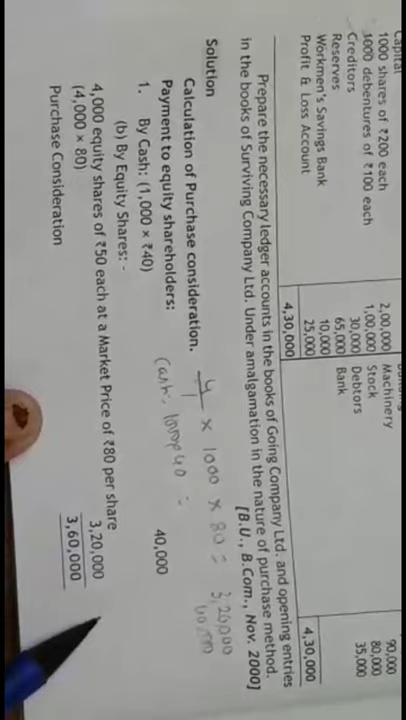 Capital
1000 shares of ₹200 each 2,00,000 Machinery 90,000
1000 debentures of ₹100 each 1,00,000 Stock 80,000
Creditors 30,000 Debtors 35,000
Reserves 65,000 Bank
Workmen's Savings Bank 10,000
Profit & Loss Account 25,000
4,30,000 4,30,000
Prepare the necessary ledger accounts in the books of Going Company Ltd. and opening entries
in the books of Surviving Company Ltd. Under amalgamation in the nature of purchase method.
[B.U., B.Com., Nov. 2000]
Solution
4/1 × 1000 × 80 = 3,20,000
Calculation of Purchase consideration.
Payment to equity shareholders:
1. By Cash: (1,000 × ₹40) 40,000
(b) By Equity Shares: -
4,000 equity shares of ₹50 each at a Market Price of ₹80 per share
(4,000 × 80) 3,20,000
Purchase Consideration 3,60,000